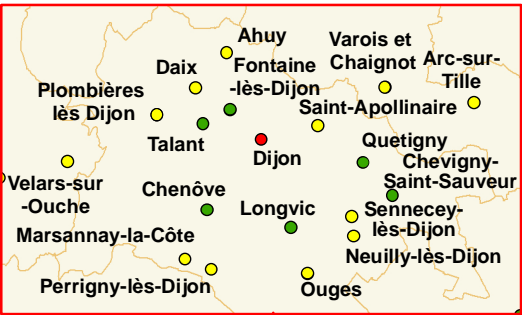 Ahuy
Varois et
Chaignot
Arc-sur-
Tille
Daix
Fontaine
-lès-Dijon
Plombières
lès Dijon
Saint-Apollinaire
Talant
Dijon
Quetigny
Chevigny-
Saint-Sauveur
Velars-sur
-Ouche
Chenôve
Longvic
Sennecey-
lès-Dijon
Marsannay-la-Côte
Neuilly-lès-Dijon
Perrigny-lès-Dijon
Ouges